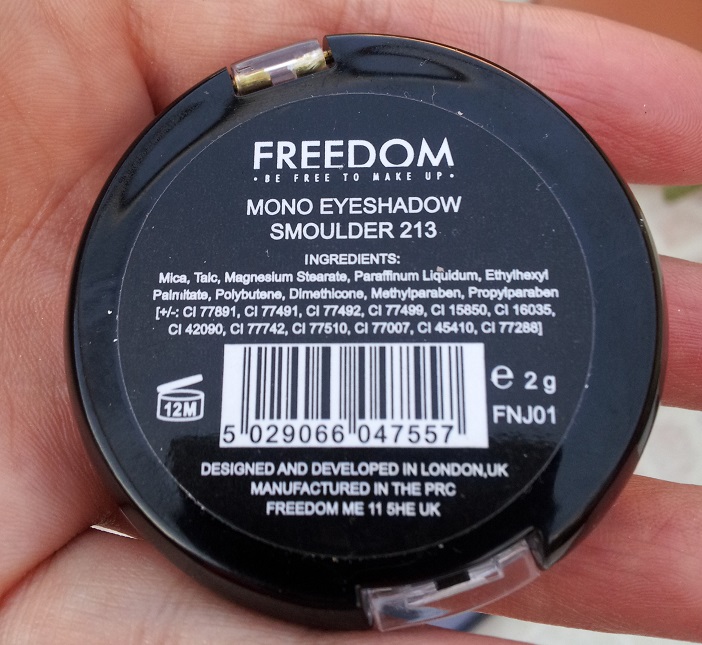 FREEDOM
• BE FREE TO MAKE UP •
MONO EYESHADOW
SMOULDER 213
INGREDIENTS:
Mica, Talc, Magnesium Stearate, Paraffinum Liquidum, Ethylhexyl
Palmitate, Polybutene, Dimethicone, Methylparaben, Propylparaben
[+/-: CI 77891, CI 77491, CI 77492, CI 77499, CI 15850, CI 16035,
CI 42090, CI 77742, CI 77510, CI 77007, CI 45410, CI 77288]
12M
℮ 2 g
FNJ01
5 029066 047557
DESIGNED AND DEVELOPED IN LONDON,UK
MANUFACTURED IN THE PRC
FREEDOM ME 11 5HE UK